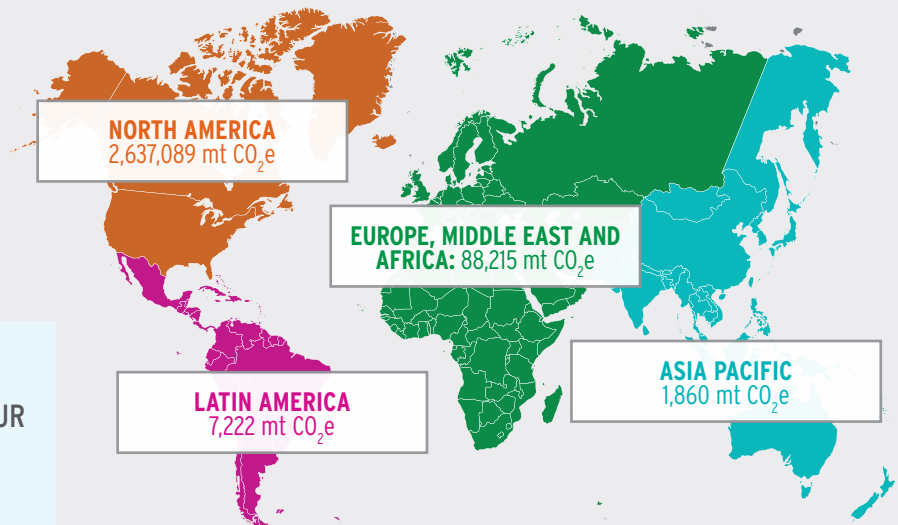 NORTH AMERICA
2,637,089 mt CO₂e
EUROPE, MIDDLE EAST AND
AFRICA: 88,215 mt CO₂e
ASIA PACIFIC
1,860 mt CO₂e
LATIN AMERICA
7,222 mt CO₂e